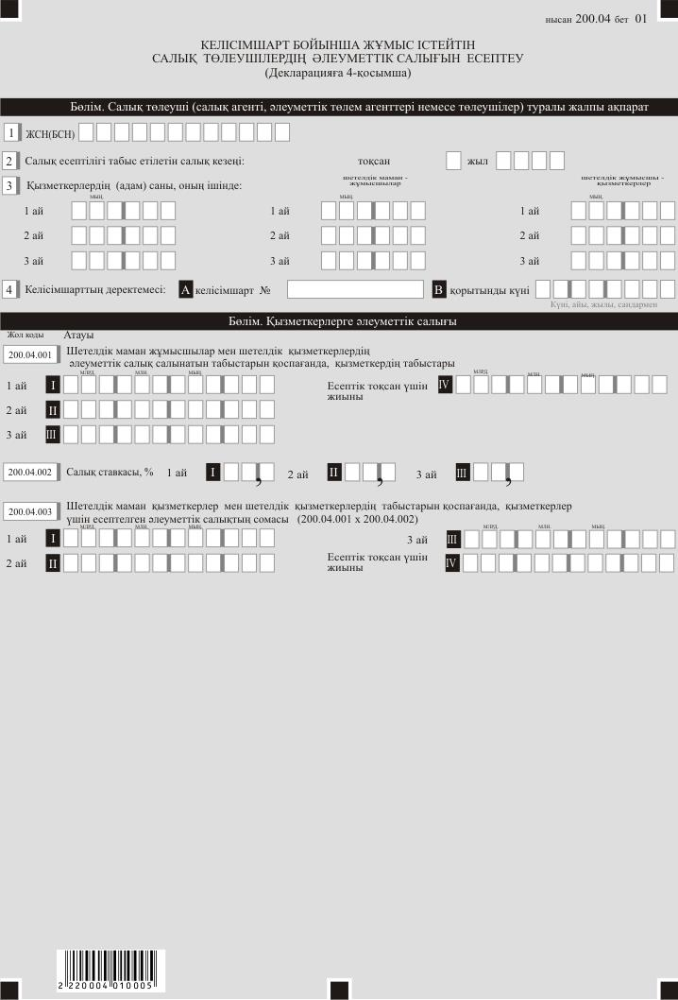 нысан 200.04 бет 01
КЕЛІСІМШАРТ БОЙЫНША ЖҰМЫС ІСТЕЙТІН
САЛЫҚ ТӨЛЕУШІЛЕРДІҢ ӘЛЕУМЕТТІК САЛЫҒЫН ЕСЕПТЕУ
(Декларацияға 4-қосымша)
Бөлім. Салық төлеуші (салық агенті, әлеуметтік төлем агенттері немесе төлеушілер) туралы жалпы ақпарат
1 ЖСН(БСН)
2 Салық есептілігі табыс етілетін салық кезеңі: тоқсан жыл
3 Қызметкерлердің (адам) саны, оның ішінде: шетелдік маман - жұмысшылар шетелдік жұмысшы - қызметкерлер
мың. мың. мың.
1 ай 1 ай 1 ай
2 ай 2 ай 2 ай
3 ай 3 ай 3 ай
4 Келісімшарттың деректемесі: A келісімшарт № B қорытынды күні
Күні, айы, жылы, сандармен
Бөлім. Қызметкерлерге әлеуметтік салығы
Жол коды Атауы
200.04.001 Шетелдік маман жұмысшылар мен шетелдік қызметкерлердің
әлеуметтік салық салынатын табыстарын қоспағанда, қызметкердің табыстары
млрд. млн. мың. млрд. млн. мың.
1 ай I Есептік тоқсан үшін жиыны IV
2 ай II
3 ай III
200.04.002 Салық ставкасы, % 1 ай I , 2 ай II , 3 ай III ,
200.04.003 Шетелдік маман қызметкерлер мен шетелдік қызметкерлердің табыстарын қоспағанда, қызметкерлер
үшін есептелген әлеуметтік салықтың сомасы (200.04.001 х 200.04.002)
млрд. млн. мың. млрд. млн. мың.
1 ай I 3 ай III
2 ай II Есептік тоқсан үшін жиыны IV
2 220004 010005